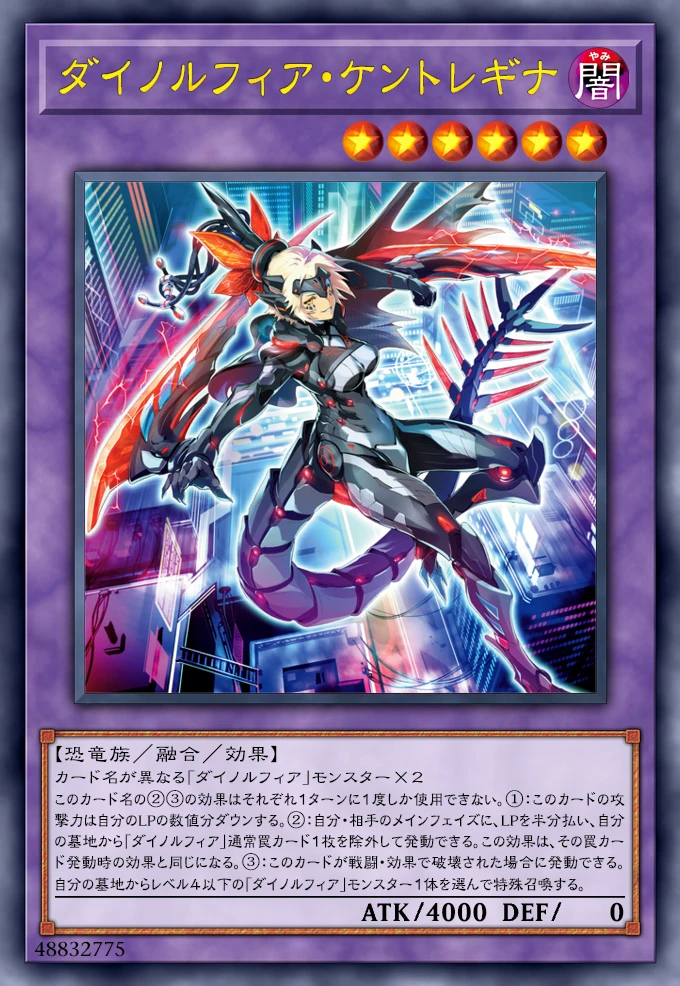 ダイノルフィア・ケントレギナ
やみ
闇
【恐竜族／融合／効果】
カード名が異なる「ダイノルフィア」モンスター×２
このカード名の②③の効果はそれぞれ１ターンに１度しか使用できない。①：このカードの攻
撃力は自分のLPの数値分ダウンする。②：自分・相手のメインフェイズに、LPを半分払い、自分
の墓地から「ダイノルフィア」通常罠カード１枚を除外して発動できる。この効果は、その罠カー
ド発動時の効果と同じになる。③：このカードが戦闘・効果で破壊された場合に発動できる。
自分の墓地からレベル４以下の「ダイノルフィア」モンスター１体を選んで特殊召喚する。
ATK/4000 DEF/ 0
48832775